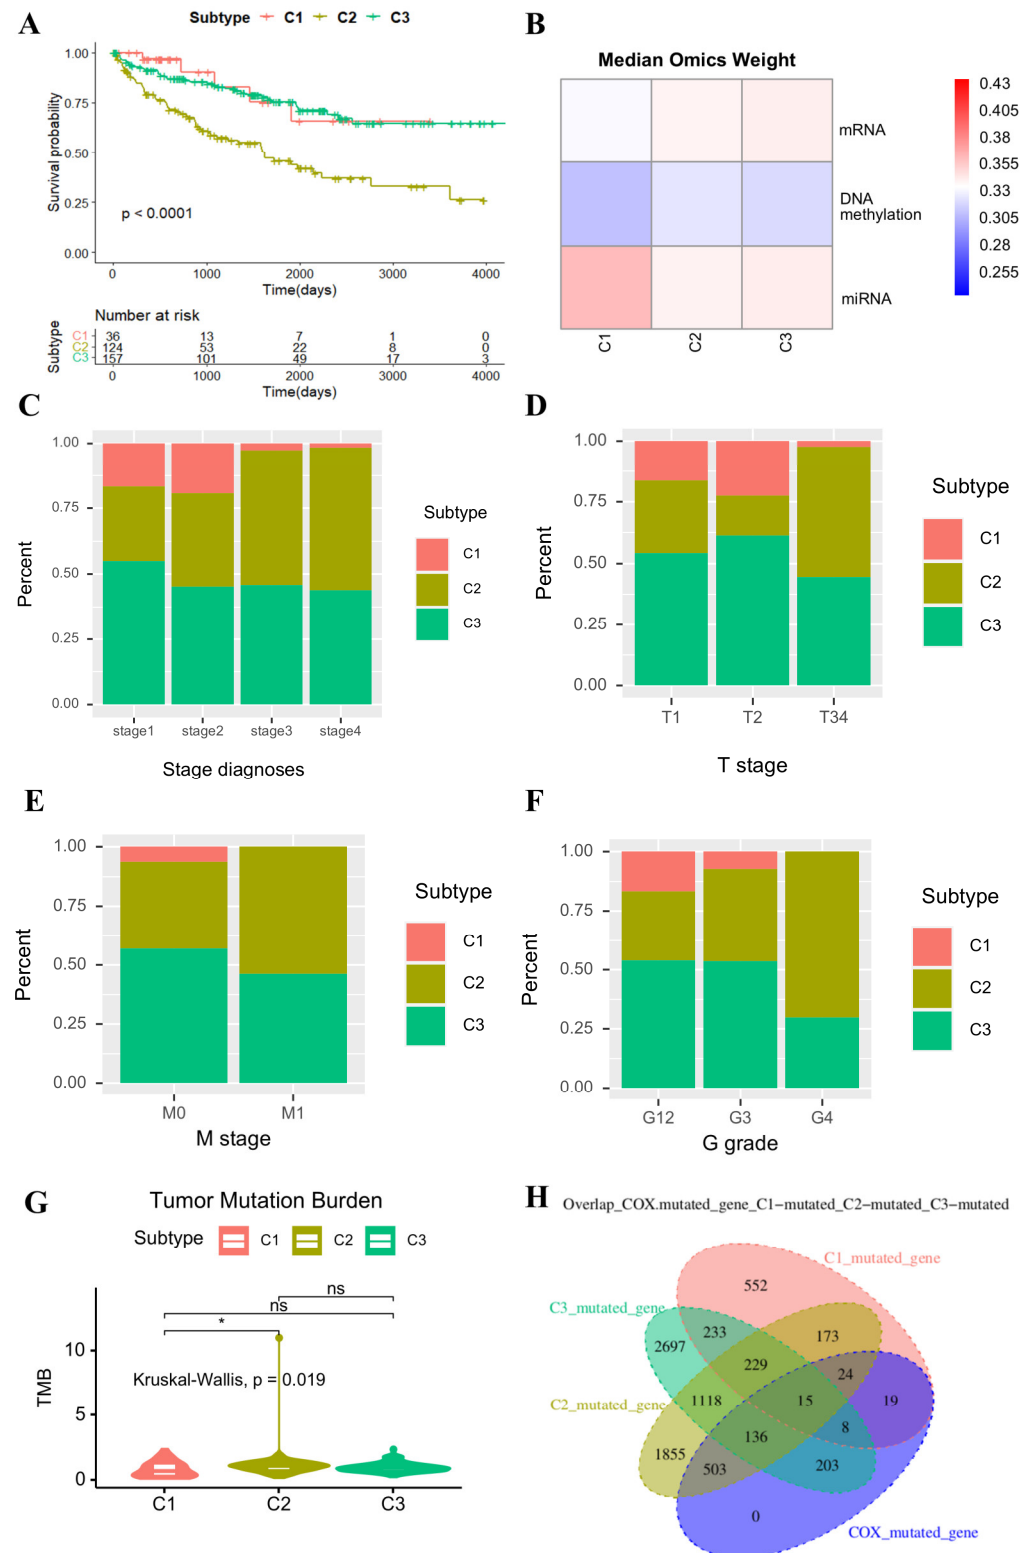 A
Subtype C1 C2 C3
1.00
0.75
0.50
0.25
0.00
Survival probability
p < 0.0001
0 1000 2000 3000 4000
Time(days)
Number at risk
Subtype
C1 36 13 7 1 0
C2 124 53 22 8 0
C3 157 101 49 17 3
0 1000 2000 3000 4000
Time(days)
B
Median Omics Weight
mRNA
DNA
methylation
miRNA
C1 C2 C3
0.43
0.405
0.38
0.355
0.33
0.305
0.28
0.255
C
1.00
0.75
0.50
0.25
0.00
Percent
stage1 stage2 stage3 stage4
Stage diagnoses
Subtype
C1
C2
C3
D
1.00
0.75
0.50
0.25
0.00
Percent
T1 T2 T34
T stage
Subtype
C1
C2
C3
E
1.00
0.75
0.50
0.25
0.00
Percent
M0 M1
M stage
Subtype
C1
C2
C3
F
1.00
0.75
0.50
0.25
0.00
Percent
G12 G3 G4
G grade
Subtype
C1
C2
C3
G
Tumor Mutation Burden
Subtype C1 C2 C3
ns
ns
*
Kruskal-Wallis, p = 0.019
10
5
0
TMB
C1 C2 C3
H
Overlap_COX.mutated_gene_C1-mutated_C2-mutated_C3-mutated
C1_mutated_gene
552
C3_mutated_gene
233 173
2697
229 24
C2_mutated_gene
1118 15 19
8
136
1855 503 203
0
COX_mutated_gene